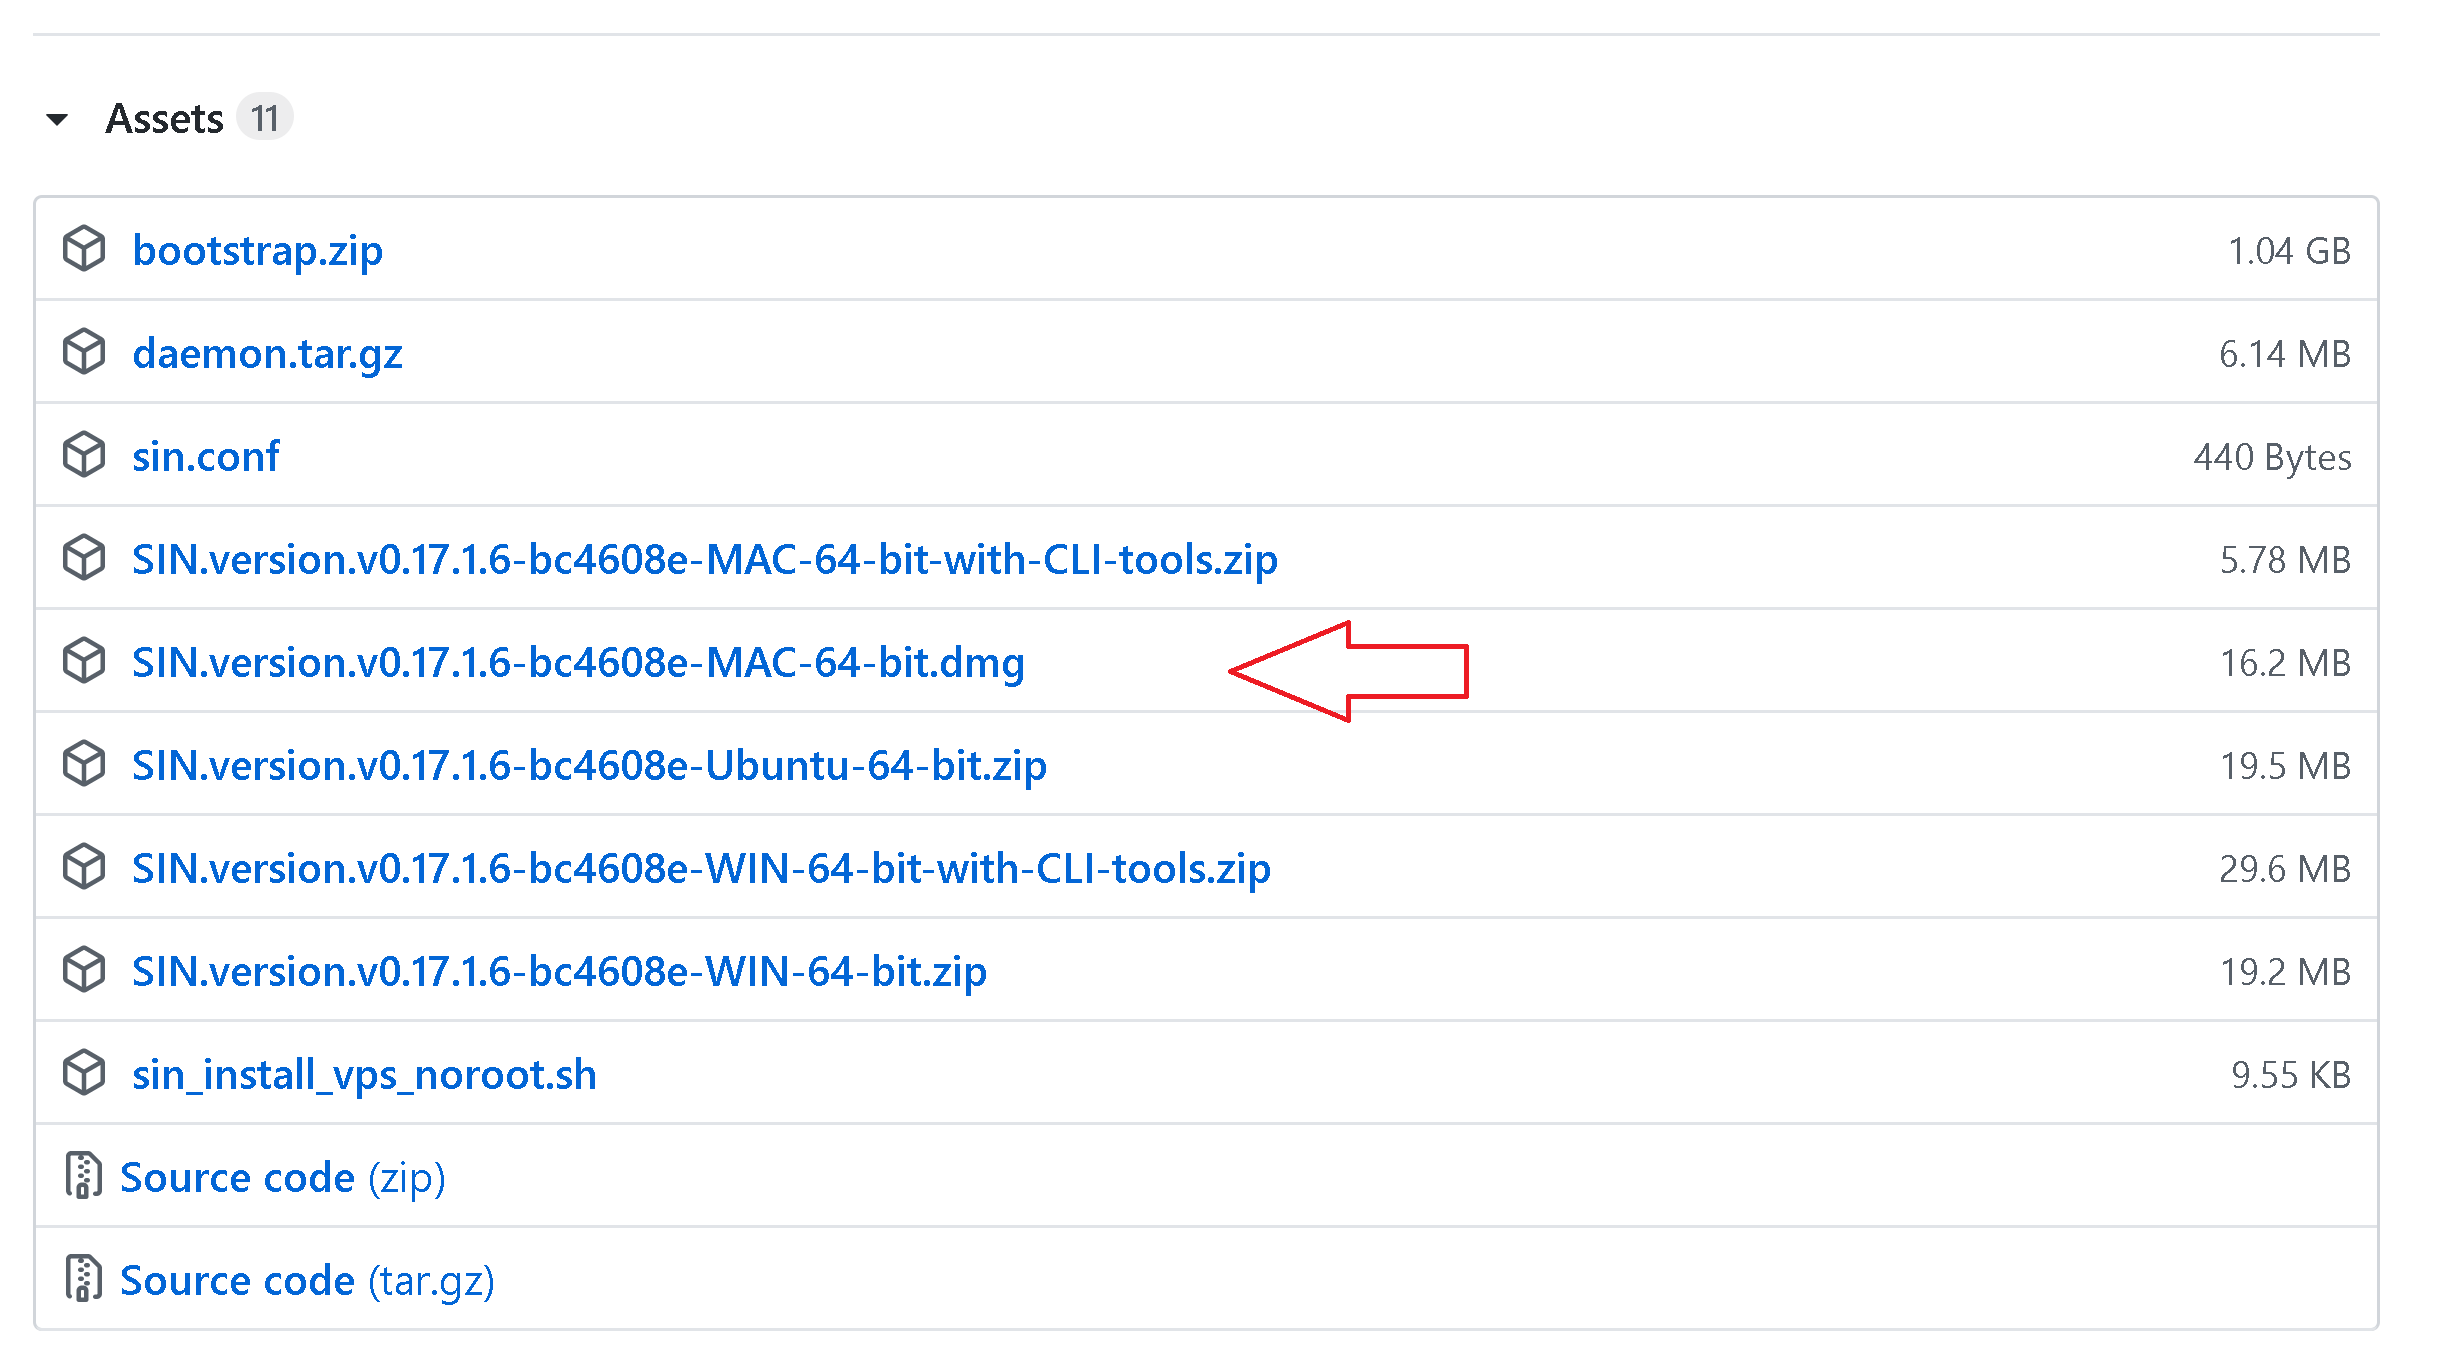 Assets 11
bootstrap.zip 1.04 GB
daemon.tar.gz 6.14 MB
sin.conf 440 Bytes
SIN.version.v0.17.1.6-bc4608e-MAC-64-bit-with-CLI-tools.zip 5.78 MB
SIN.version.v0.17.1.6-bc4608e-MAC-64-bit.dmg 16.2 MB
SIN.version.v0.17.1.6-bc4608e-Ubuntu-64-bit.zip 19.5 MB
SIN.version.v0.17.1.6-bc4608e-WIN-64-bit-with-CLI-tools.zip 29.6 MB
SIN.version.v0.17.1.6-bc4608e-WIN-64-bit.zip 19.2 MB
sin_install_vps_noroot.sh 9.55 KB
Source code (zip)
Source code (tar.gz)